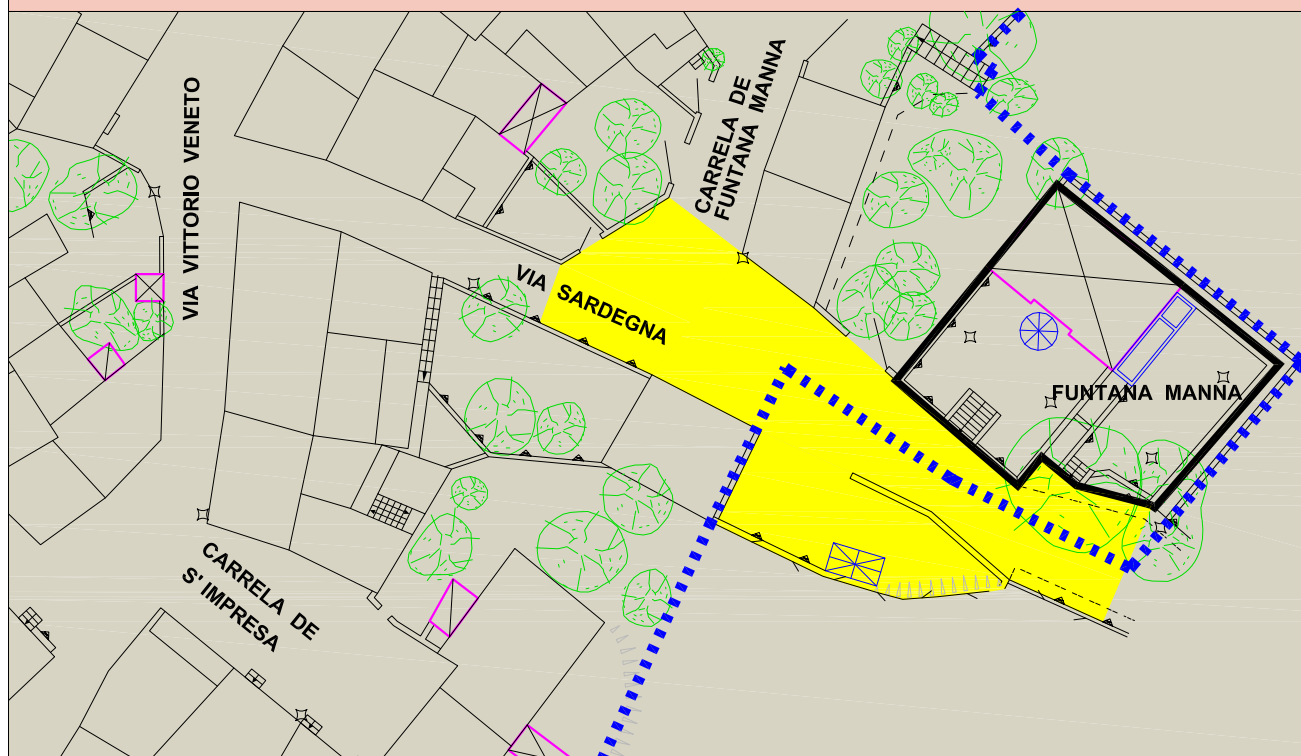 VIA VITTORIO VENETO
CARRELA DE
FUNTANA MANNA
VIA SARDEGNA
FUNTANA MANNA
CARRELA DE
S' IMPRESA